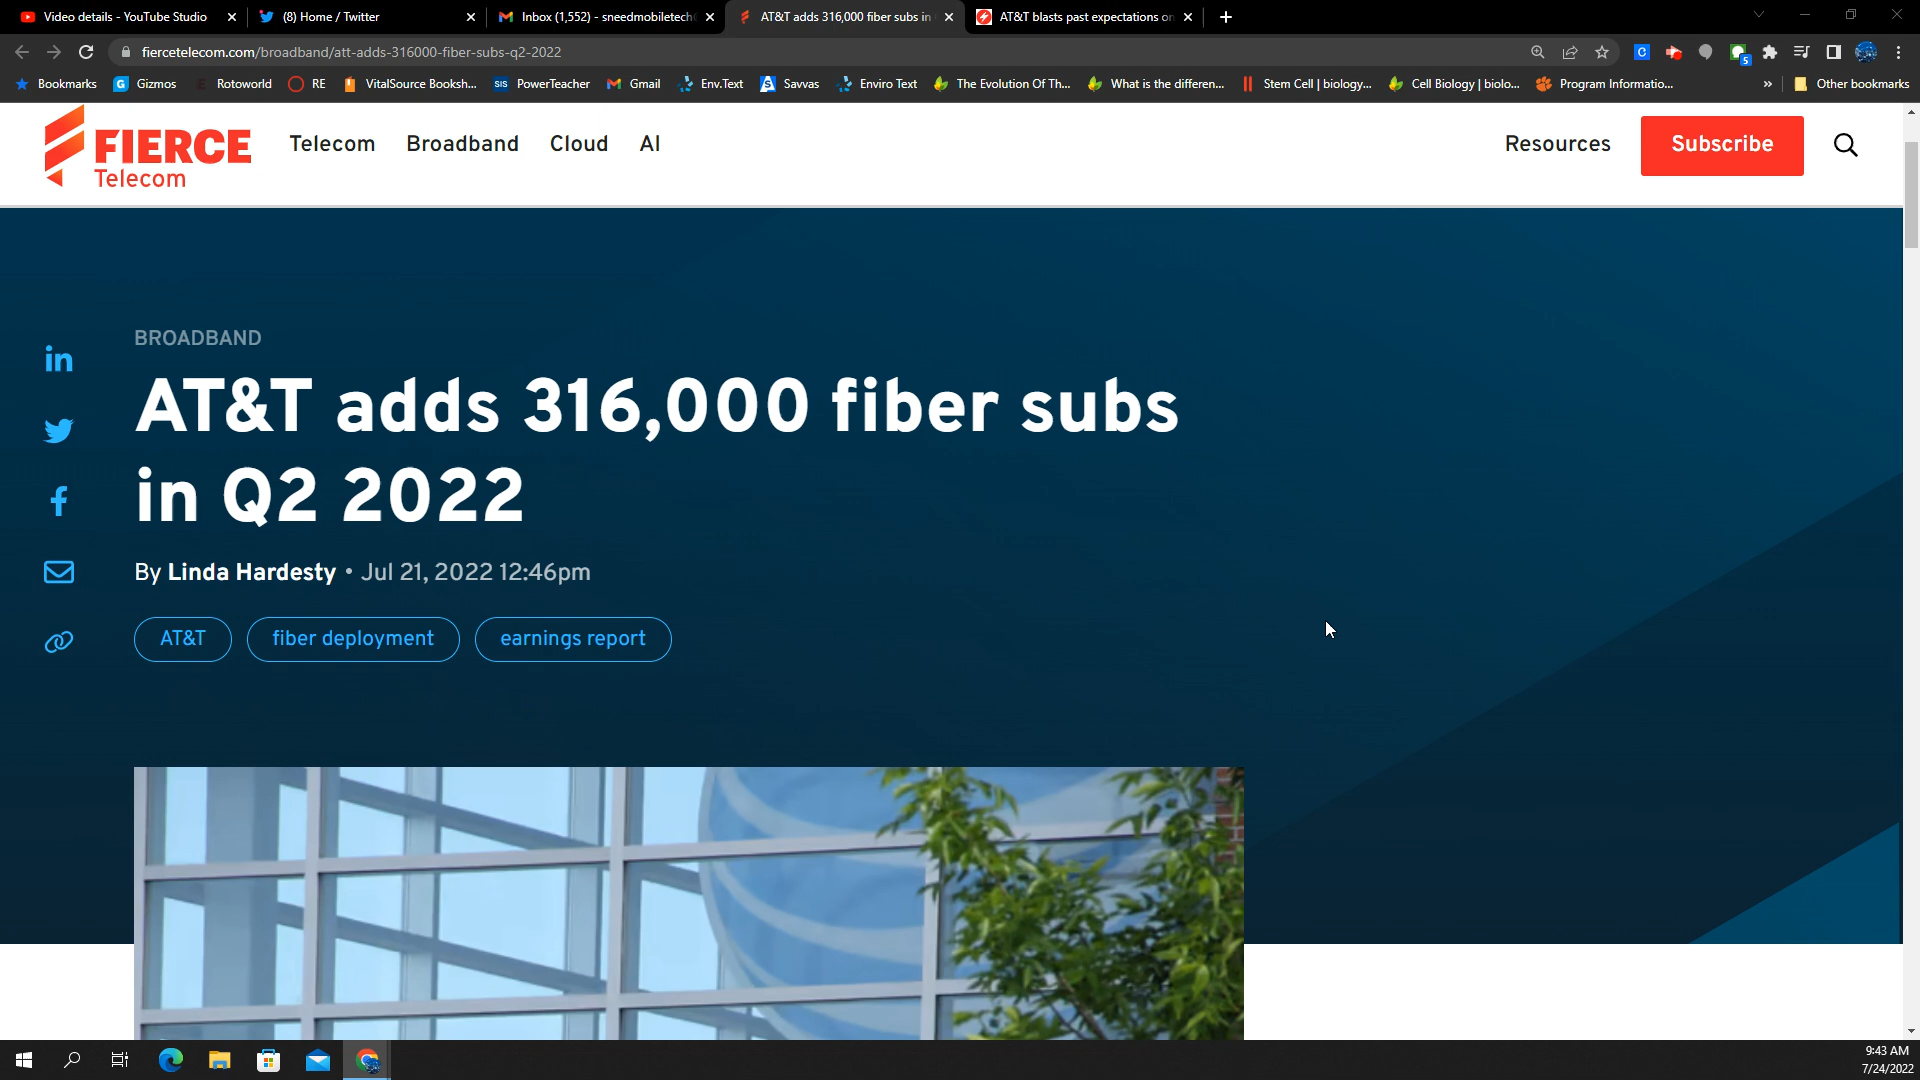 Video details - YouTube Studio
(8) Home / Twitter
Inbox (1,552) - sneedmobiletech
AT&T adds 316,000 fiber subs in
AT&T blasts past expectations on
fiercetelecom.com/broadband/att-adds-316000-fiber-subs-q2-2022
Bookmarks
G Gizmos
Rotoworld
RE
VitalSource Booksh...
SIS PowerTeacher
Gmail
Env.Text
Savvas
Enviro Text
The Evolution Of Th...
What is the differen...
Stem Cell | biology...
Cell Biology | biolo...
Program Informatio...
»
Other bookmarks
C
5
FIERCE
Telecom
Telecom
Broadband
Cloud
AI
Resources
Subscribe
BROADBAND
AT&T adds 316,000 fiber subs
in Q2 2022
By Linda Hardesty • Jul 21, 2022 12:46pm
AT&T
fiber deployment
earnings report
in
f
9:43 AM
7/24/2022